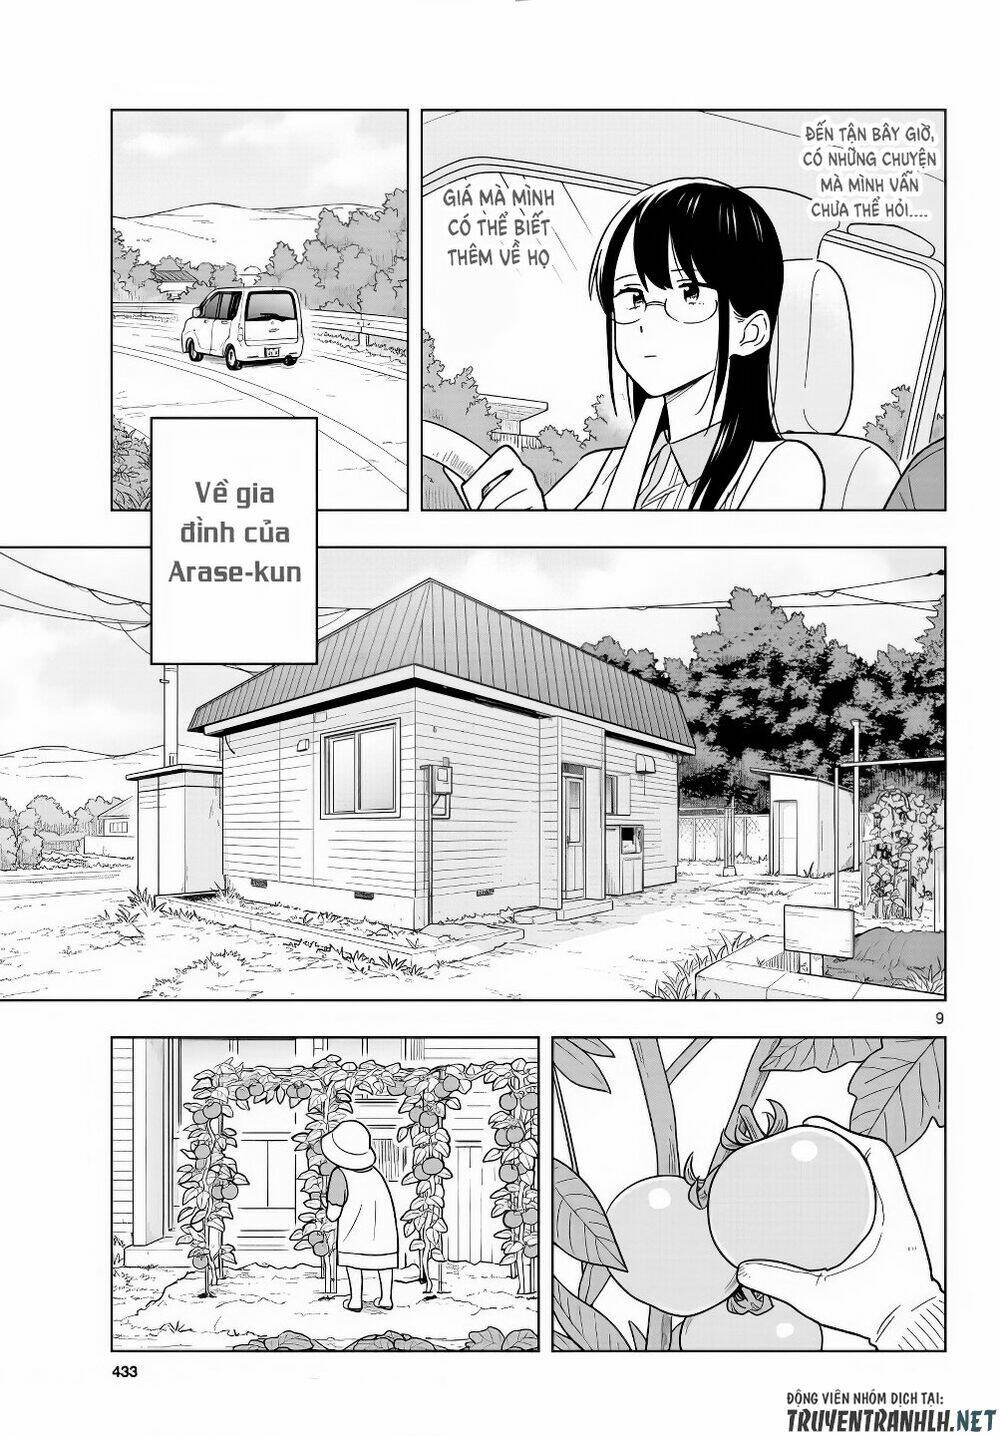 ĐẾN TẬN BÂY GIỜ,
CÓ NHỮNG CHUYỆN
MÀ MÌNH VẪN
CHƯA THỂ HỎI....
GIÁ MÀ MÌNH
CÓ THỂ BIẾT
THÊM VỀ HỌ
Về gia
đình của
Arase-kun
9
433
ĐỘNG VIÊN NHÓM DỊCH TẠI:
TRUYENTRANHLH.NET